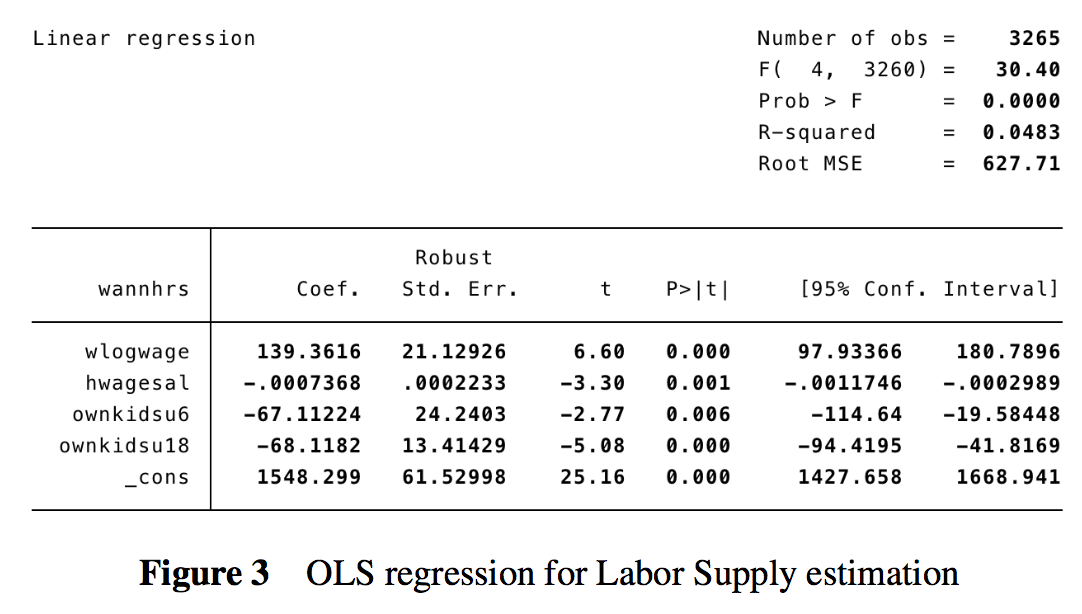 Linear regression Number of obs = 3265
F( 4, 3260) = 30.40
Prob > F = 0.0000
R-squared = 0.0483
Root MSE = 627.71
Robust
wannhrs Coef. Std. Err. t P>|t| [95% Conf. Interval]
wlogwage 139.3616 21.12926 6.60 0.000 97.93366 180.7896
hwagesal -.0007368 .0002233 -3.30 0.001 -.0011746 -.0002989
ownkidsu6 -67.11224 24.2403 -2.77 0.006 -114.64 -19.58448
ownkidsu18 -68.1182 13.41429 -5.08 0.000 -94.4195 -41.8169
_cons 1548.299 61.52998 25.16 0.000 1427.658 1668.941
Figure 3 OLS regression for Labor Supply estimation